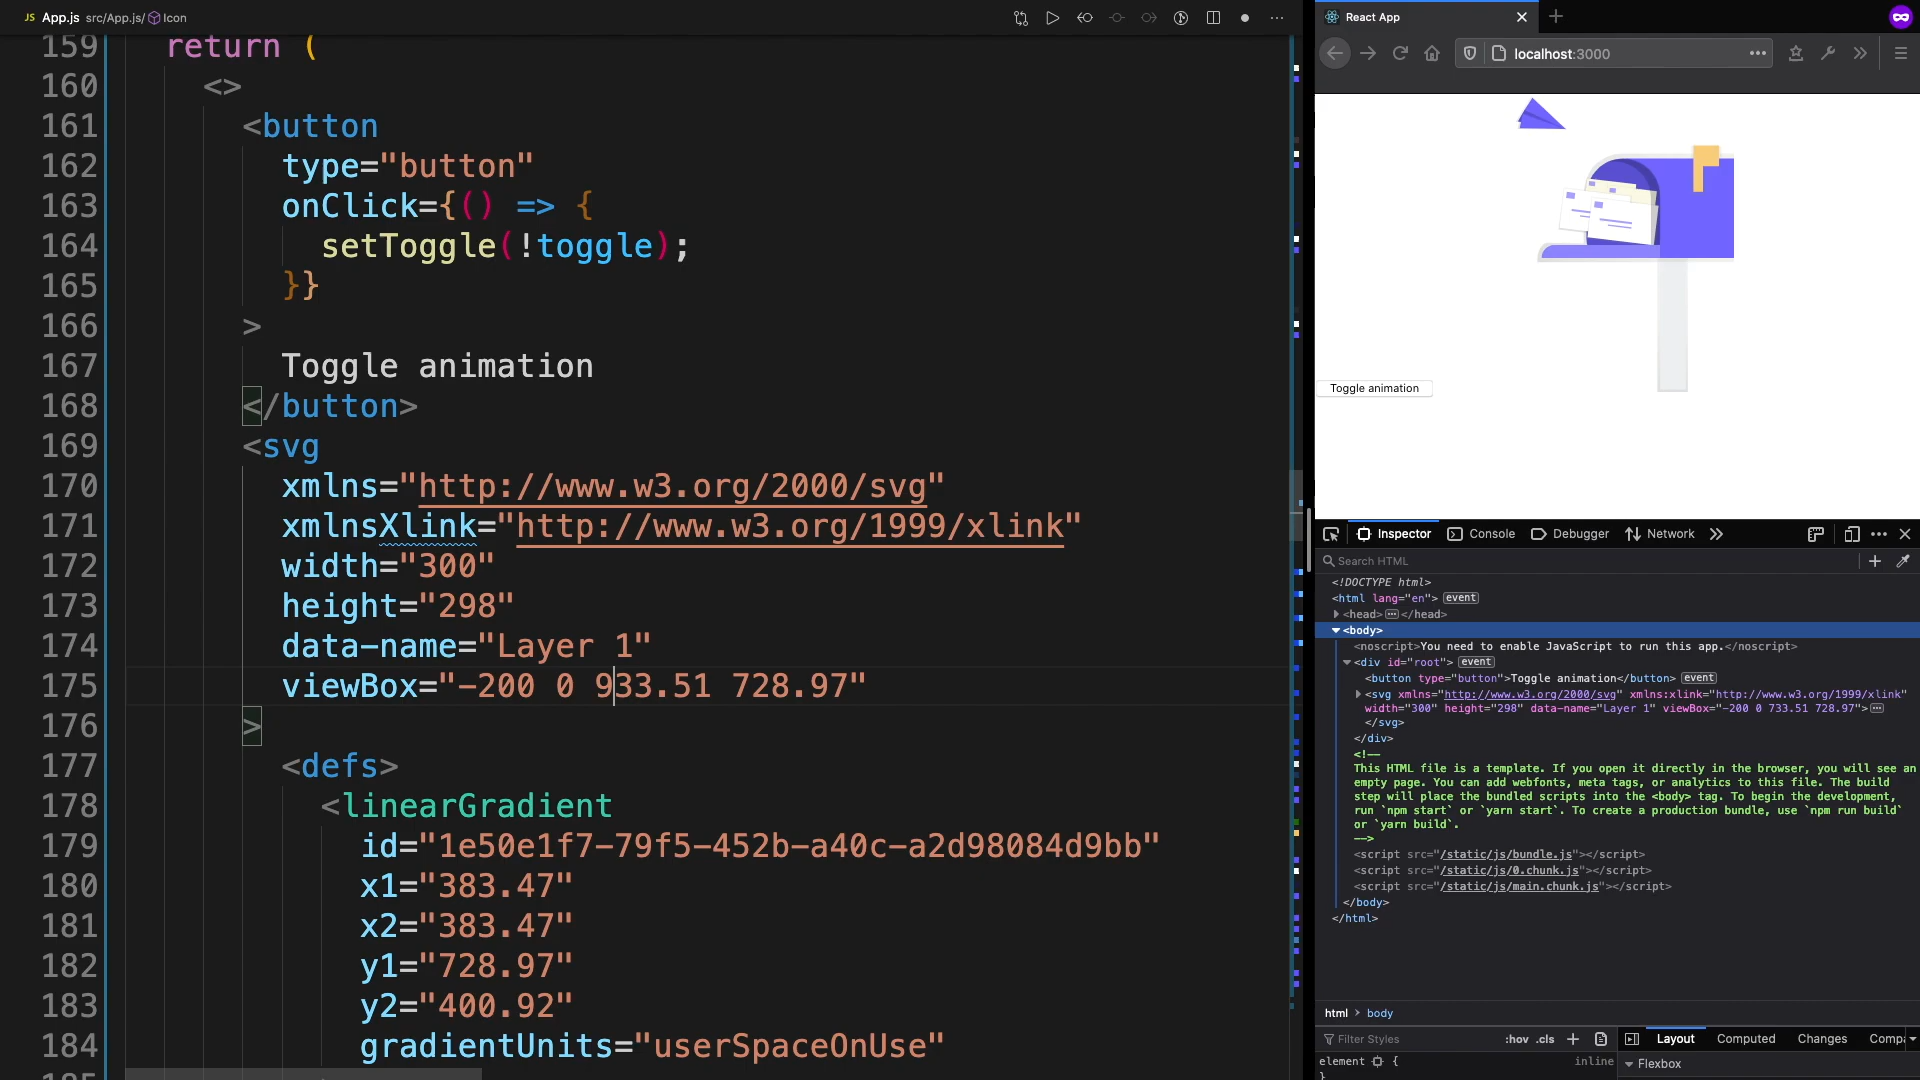 JS App.js src/App.js/ Icon
159 return (
160 <>
161 <button
162 type="button"
163 onClick={() => {
164 setToggle(!toggle);
165 }}
166 >
167 Toggle animation
168 </button>
169 <svg
170 xmlns="http://www.w3.org/2000/svg"
171 xmlnsXlink="http://www.w3.org/1999/xlink"
172 width="300"
173 height="298"
174 data-name="Layer 1"
175 viewBox="-200 0 933.51 728.97"
176 >
177 <defs>
178 <linearGradient
179 id="1e50e1f7-79f5-452b-a40c-a2d98084d9bb"
180 x1="383.47"
181 x2="383.47"
182 y1="728.97"
183 y2="400.92"
184 gradientUnits="userSpaceOnUse"
React App
localhost:3000
Toggle animation
Inspector Console Debugger Network
Search HTML
<!DOCTYPE html>
<html lang="en"> event
<head> </head>
<body>
<noscript>You need to enable JavaScript to run this app.</noscript>
<div id="root"> event
<button type="button">Toggle animation</button> event
<svg xmlns="http://www.w3.org/2000/svg" xmlns:xlink="http://www.w3.org/1999/xlink"
width="300" height="298" data-name="Layer 1" viewBox="-200 0 733.51 728.97">
</svg>
</div>
<!--
This HTML file is a template. If you open it directly in the browser, you will see an
empty page. You can add webfonts, meta tags, or analytics to this file. The build
step will place the bundled scripts into the <body> tag. To begin the development,
run `npm start` or `yarn start`. To create a production bundle, use `npm run build`
or `yarn build`.
-->
<script src="/static/js/bundle.js"></script>
<script src="/static/js/0.chunk.js"></script>
<script src="/static/js/main.chunk.js"></script>
</body>
</html>
html > body
Filter Styles :hov .cls Layout Computed Changes Comp
element { inline
}
Flexbox